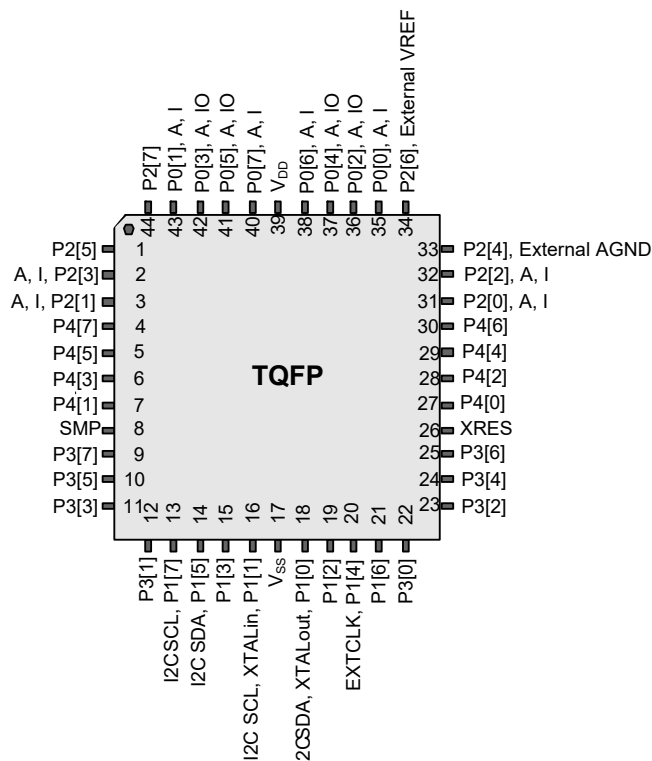 P2[7]
P0[1], A, I
P0[3], A, IO
P0[5], A, IO
P0[7], A, I
VDD
P0[6], A, I
P0[4], A, IO
P0[2], A, IO
P0[0], A, I
P2[6], External VREF
44
43
42
41
40
39
38
37
36
35
34
P2[5] 1
A, I, P2[3] 2
A, I, P2[1] 3
P4[7] 4
P4[5] 5
P4[3] 6
P4[1] 7
SMP 8
P3[7] 9
P3[5] 10
P3[3] 11
TQFP
33 P2[4], External AGND
32 P2[2], A, I
31 P2[0], A, I
30 P4[6]
29 P4[4]
28 P4[2]
27 P4[0]
26 XRES
25 P3[6]
24 P3[4]
23 P3[2]
12
13
14
15
16
17
18
19
20
21
22
P3[1]
I2CSCL, P1[7]
I2C SDA, P1[5]
P1[3]
I2C SCL, XTALin, P1[1]
VSS
2CSDA, XTALout, P1[0]
P1[2]
EXTCLK, P1[4]
P1[6]
P3[0]